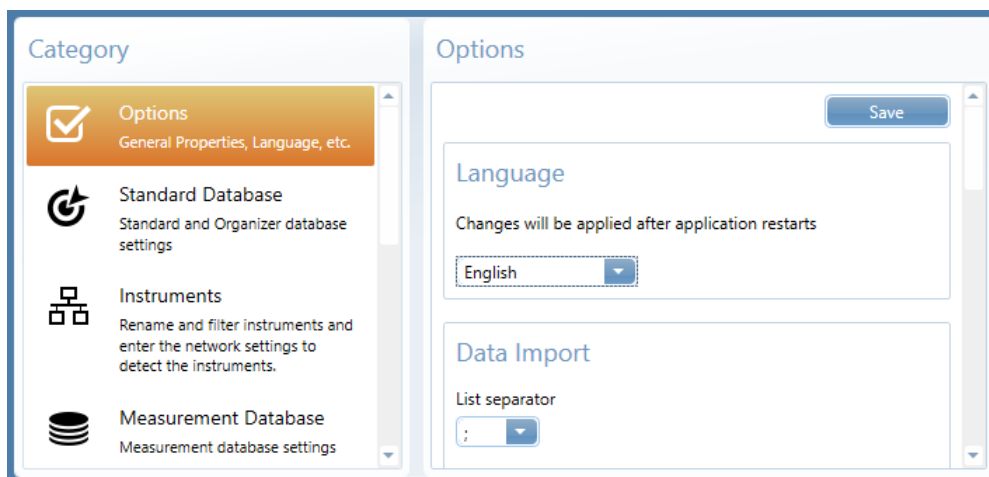 Category
Options
General Properties, Language, etc.
Standard Database
Standard and Organizer database
settings
Instruments
Rename and filter instruments and
enter the network settings to
detect the instruments.
Measurement Database
Measurement database settings
Options
Save
Language
Changes will be applied after application restarts
English
Data Import
List separator
;